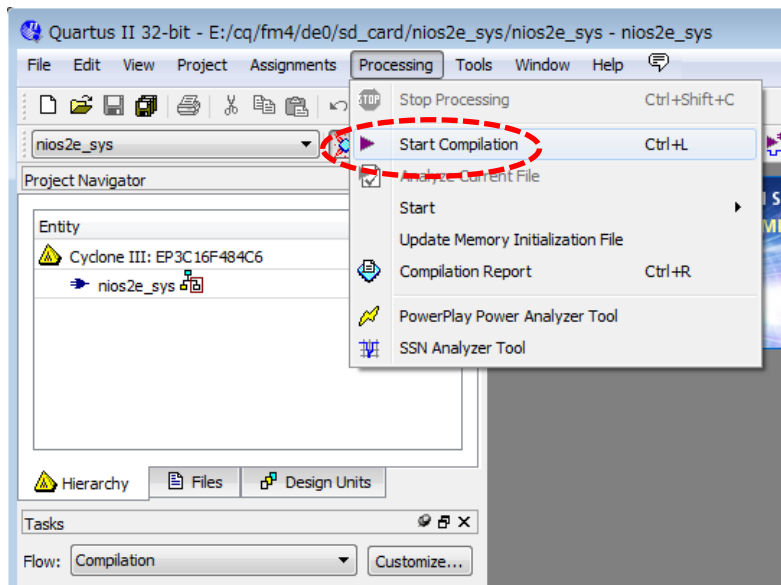 Quartus II 32-bit - E:/cq/fm4/de0/sd_card/nios2e_sys/nios2e_sys - nios2e_sys
File Edit View Project Assignments Processing Tools Window Help
STOP Stop Processing Ctrl+Shift+C
nios2e_sys
Start Compilation Ctrl+L
Project Navigator
Analyze Current File
Start
Entity
Update Memory Initialization File
Cyclone III: EP3C16F484C6
Compilation Report Ctrl+R
nios2e_sys
PowerPlay Power Analyzer Tool
SSN Analyzer Tool
Hierarchy Files Design Units
Tasks
Flow: Compilation Customize...